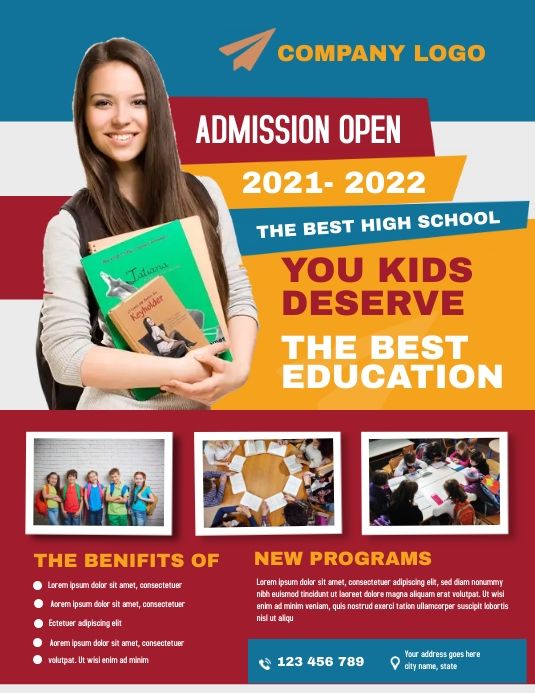 COMPANY LOGO
ADMISSION OPEN
2021- 2022
THE BEST HIGH SCHOOL
YOU KIDS
DESERVE
THE BEST
EDUCATION
Tatiana
Keyholder
THE BENIFITS OF
Lorem ipsum dolor sit amet, consectetuer
Aorem ipsum dolor sit amet, consectetuer
Ectetuer adipiscing elit
Aorem ipsum dolor sit amet, consectetuer
volutpat. Ut wisi enim ad minim
NEW PROGRAMS
Lorem ipsum dolor sit amet, consectetuer adipiscing elit, sed diam nonummy
nibh euismod tincidunt ut laoreet dolore magna aliquam erat volutpat. Ut wisi
enim ad minim veniam, quis nostrud exerci tation ullamcorper suscipit lobortis
nisl ut aliqu
123 456 789
Your address goes here
city name, state